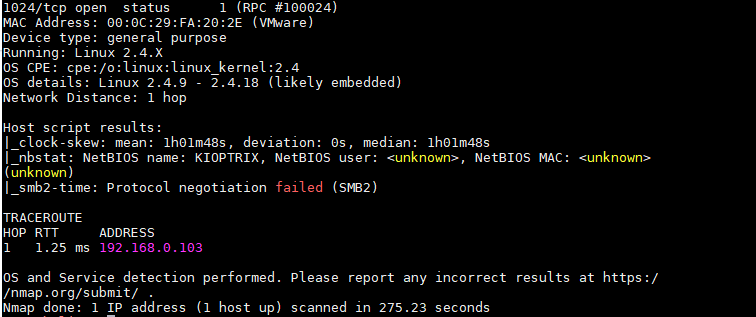 1024/tcp open  status      1 (RPC #100024)
MAC Address: 00:0C:29:FA:20:2E (VMware)
Device type: general purpose
Running: Linux 2.4.X
OS CPE: cpe:/o:linux:linux_kernel:2.4
OS details: Linux 2.4.9 - 2.4.18 (likely embedded)
Network Distance: 1 hop

Host script results:
|_clock-skew: mean: 1h01m48s, deviation: 0s, median: 1h01m48s
|_nbstat: NetBIOS name: KIOPTRIX, NetBIOS user: <unknown>, NetBIOS MAC: <unknown>
(unknown)
|_smb2-time: Protocol negotiation failed (SMB2)

TRACEROUTE
HOP RTT     ADDRESS
1   1.25 ms 192.168.0.103

OS and Service detection performed. Please report any incorrect results at https:/
/nmap.org/submit/ .
Nmap done: 1 IP address (1 host up) scanned in 275.23 seconds